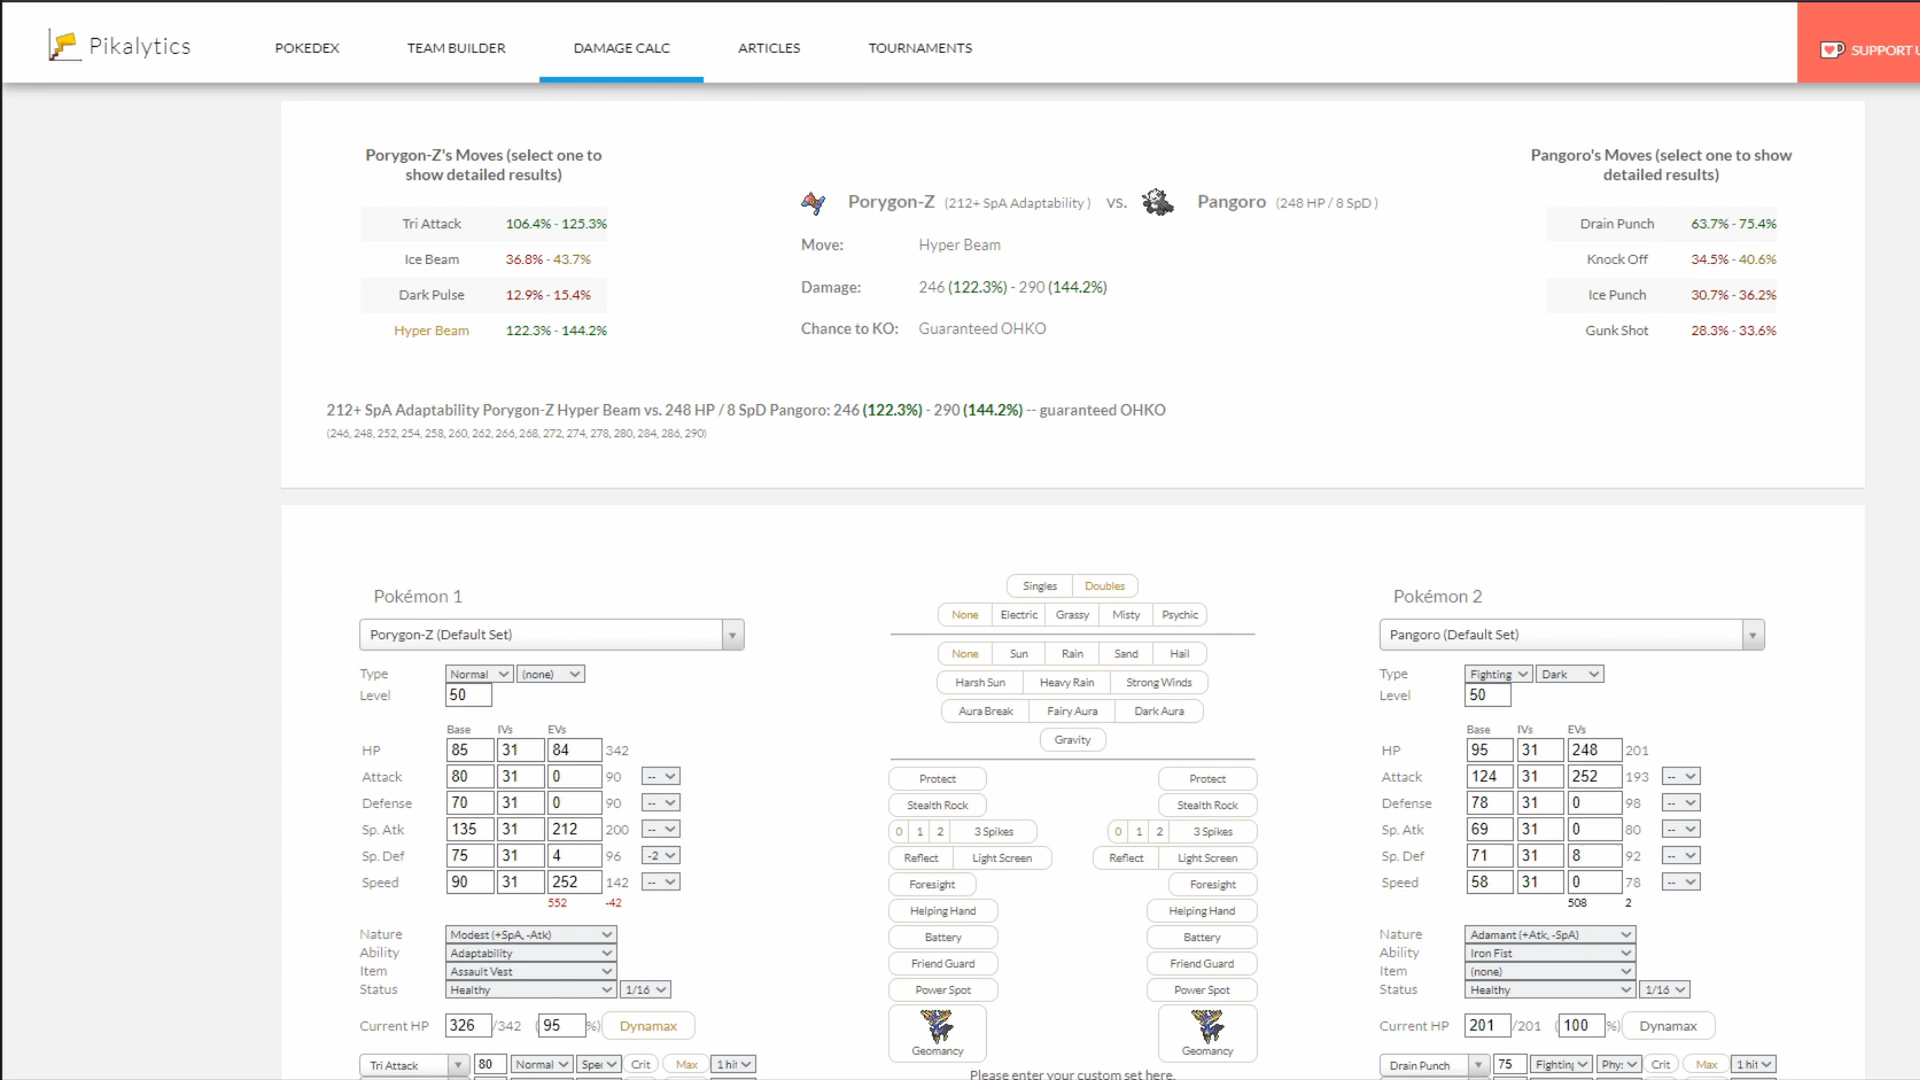 Pikalytics
POKEDEX
TEAM BUILDER
DAMAGE CALC
ARTICLES
TOURNAMENTS
SUPPORT
Porygon-Z's Moves (select one to
show detailed results)
Tri Attack 106.4% - 125.3%
Ice Beam 36.8% - 43.7%
Dark Pulse 12.9% - 15.4%
Hyper Beam 122.3% - 144.2%
Porygon-Z (212+ SpA Adaptability ) vs. Pangoro (248 HP / 8 SpD )
Move: Hyper Beam
Damage: 246 (122.3%) - 290 (144.2%)
Chance to KO: Guaranteed OHKO
Pangoro's Moves (select one to show
detailed results)
Drain Punch 63.7% - 75.4%
Knock Off 34.5% - 40.6%
Ice Punch 30.7% - 36.2%
Gunk Shot 28.3% - 33.6%
212+ SpA Adaptability Porygon-Z Hyper Beam vs. 248 HP / 8 SpD Pangoro: 246 (122.3%) - 290 (144.2%) -- guaranteed OHKO
(246, 248, 252, 254, 258, 260, 262, 266, 268, 272, 274, 278, 280, 284, 286, 290)
Pokémon 1
Porygon-Z (Default Set)
Type Normal (none)
Level 50
Base IVs EVs
HP 85 31 84 342
Attack 80 31 0 90 --
Defense 70 31 0 90 --
Sp. Atk 135 31 212 200 --
Sp. Def 75 31 4 96 -2
Speed 90 31 252 142 --
552 -42
Nature Modest (+SpA, -Atk)
Ability Adaptability
Item Assault Vest
Status Healthy 1/16
Current HP 326 /342 ( 95 %) Dynamax
Tri Attack 80 Normal Spec Crit Max 1 hit
Singles Doubles
None Electric Grassy Misty Psychic
None Sun Rain Sand Hail
Harsh Sun Heavy Rain Strong Winds
Aura Break Fairy Aura Dark Aura
Gravity
Protect Protect
Stealth Rock Stealth Rock
0 1 2 3 Spikes 0 1 2 3 Spikes
Reflect Light Screen Reflect Light Screen
Foresight Foresight
Helping Hand Helping Hand
Battery Battery
Friend Guard Friend Guard
Power Spot Power Spot
Geomancy Geomancy
Please enter your custom set here.
Pokémon 2
Pangoro (Default Set)
Type Fighting Dark
Level 50
Base IVs EVs
HP 95 31 248 201
Attack 124 31 252 193 --
Defense 78 31 0 98 --
Sp. Atk 69 31 0 80 --
Sp. Def 71 31 8 92 --
Speed 58 31 0 78 --
508 2
Nature Adamant (+Atk, -SpA)
Ability Iron Fist
Item (none)
Status Healthy 1/16
Current HP 201 /201 ( 100 %) Dynamax
Drain Punch 75 Fighting Phy: Crit Max 1 hit